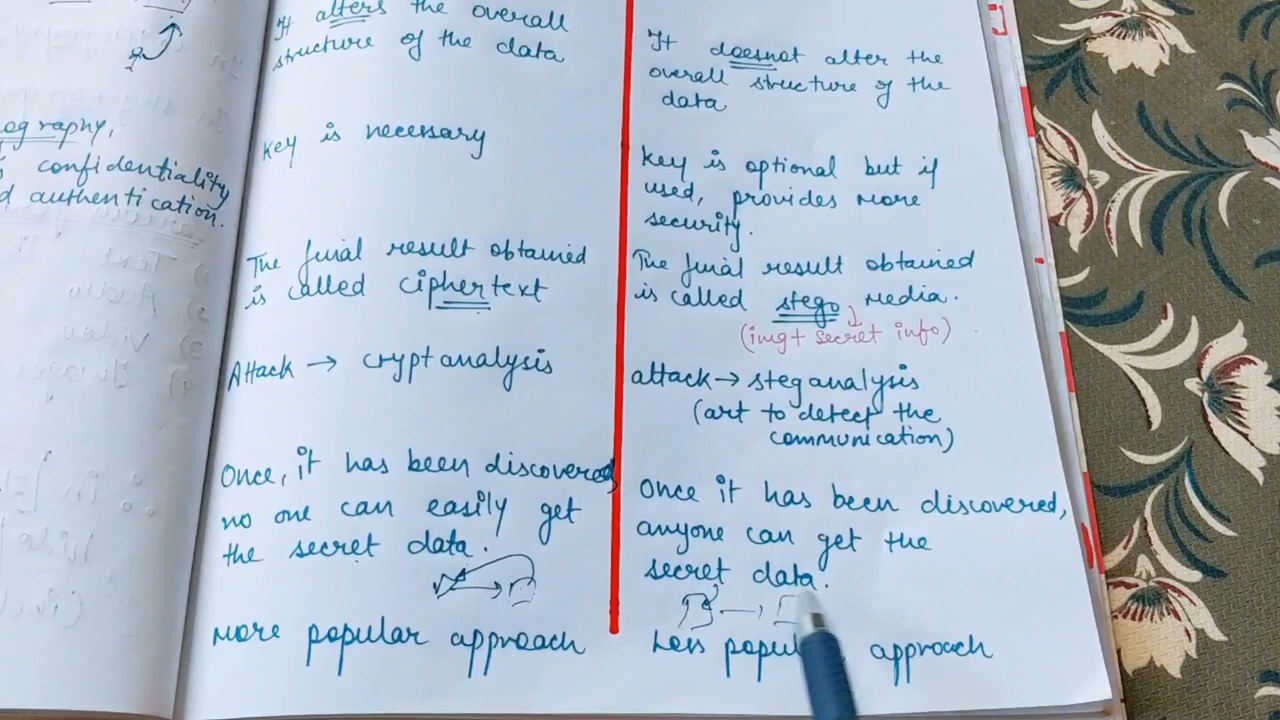 ography,
confidentiality
authentication.
It alters the overall
structure of the data
Key is necessary
The final result obtained
is called ciphertext
Attack → cryptanalysis
Once, it has been discovered
no one can easily get
the secret data.
More popular approach
It doesnot alter the
overall structure of the
data
Key is optional but if
used, provides more
security.
The final result obtained
is called stego media.
(img+ secret info)
attack → steganalysis
(art to detect the
communication)
Once it has been discovered,
anyone can get the
secret data.
Less approach